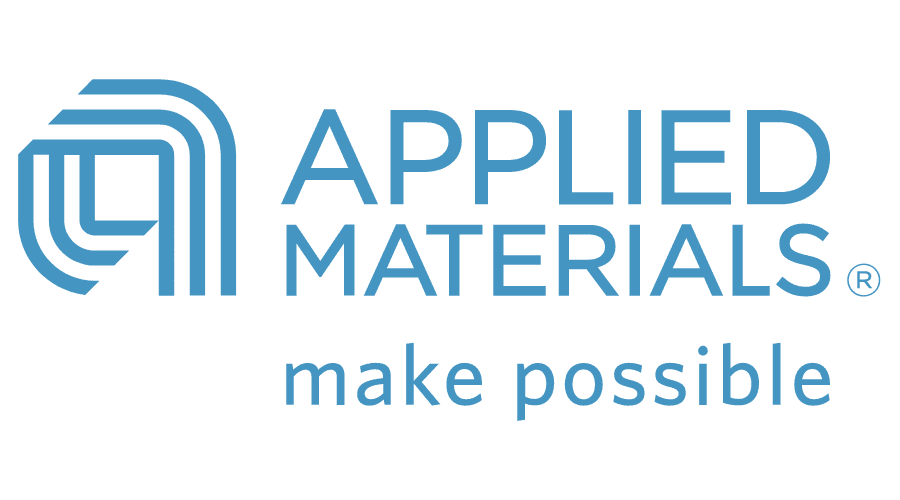 APPLIED
MATERIALS®
make possible